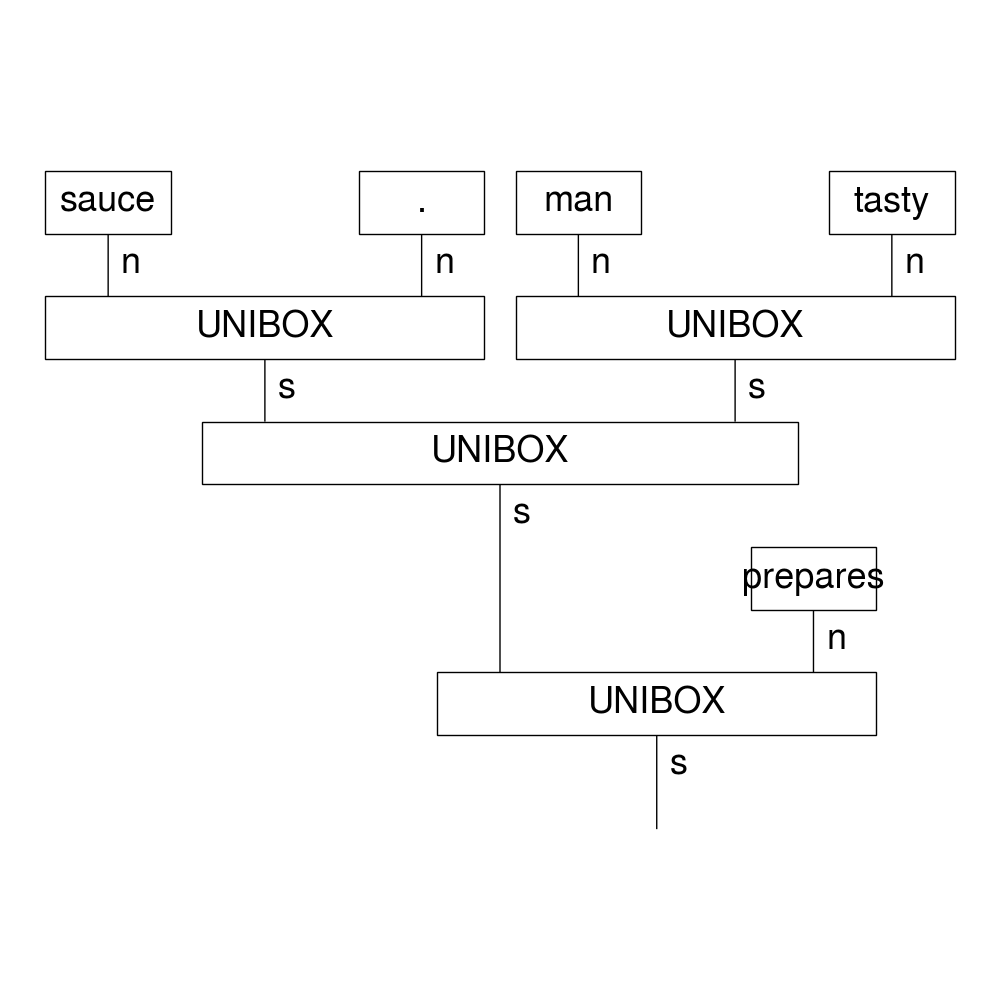 sauce . man tasty
n n n n
UNIBOX UNIBOX
s s
UNIBOX
s
prepares
n
UNIBOX
s